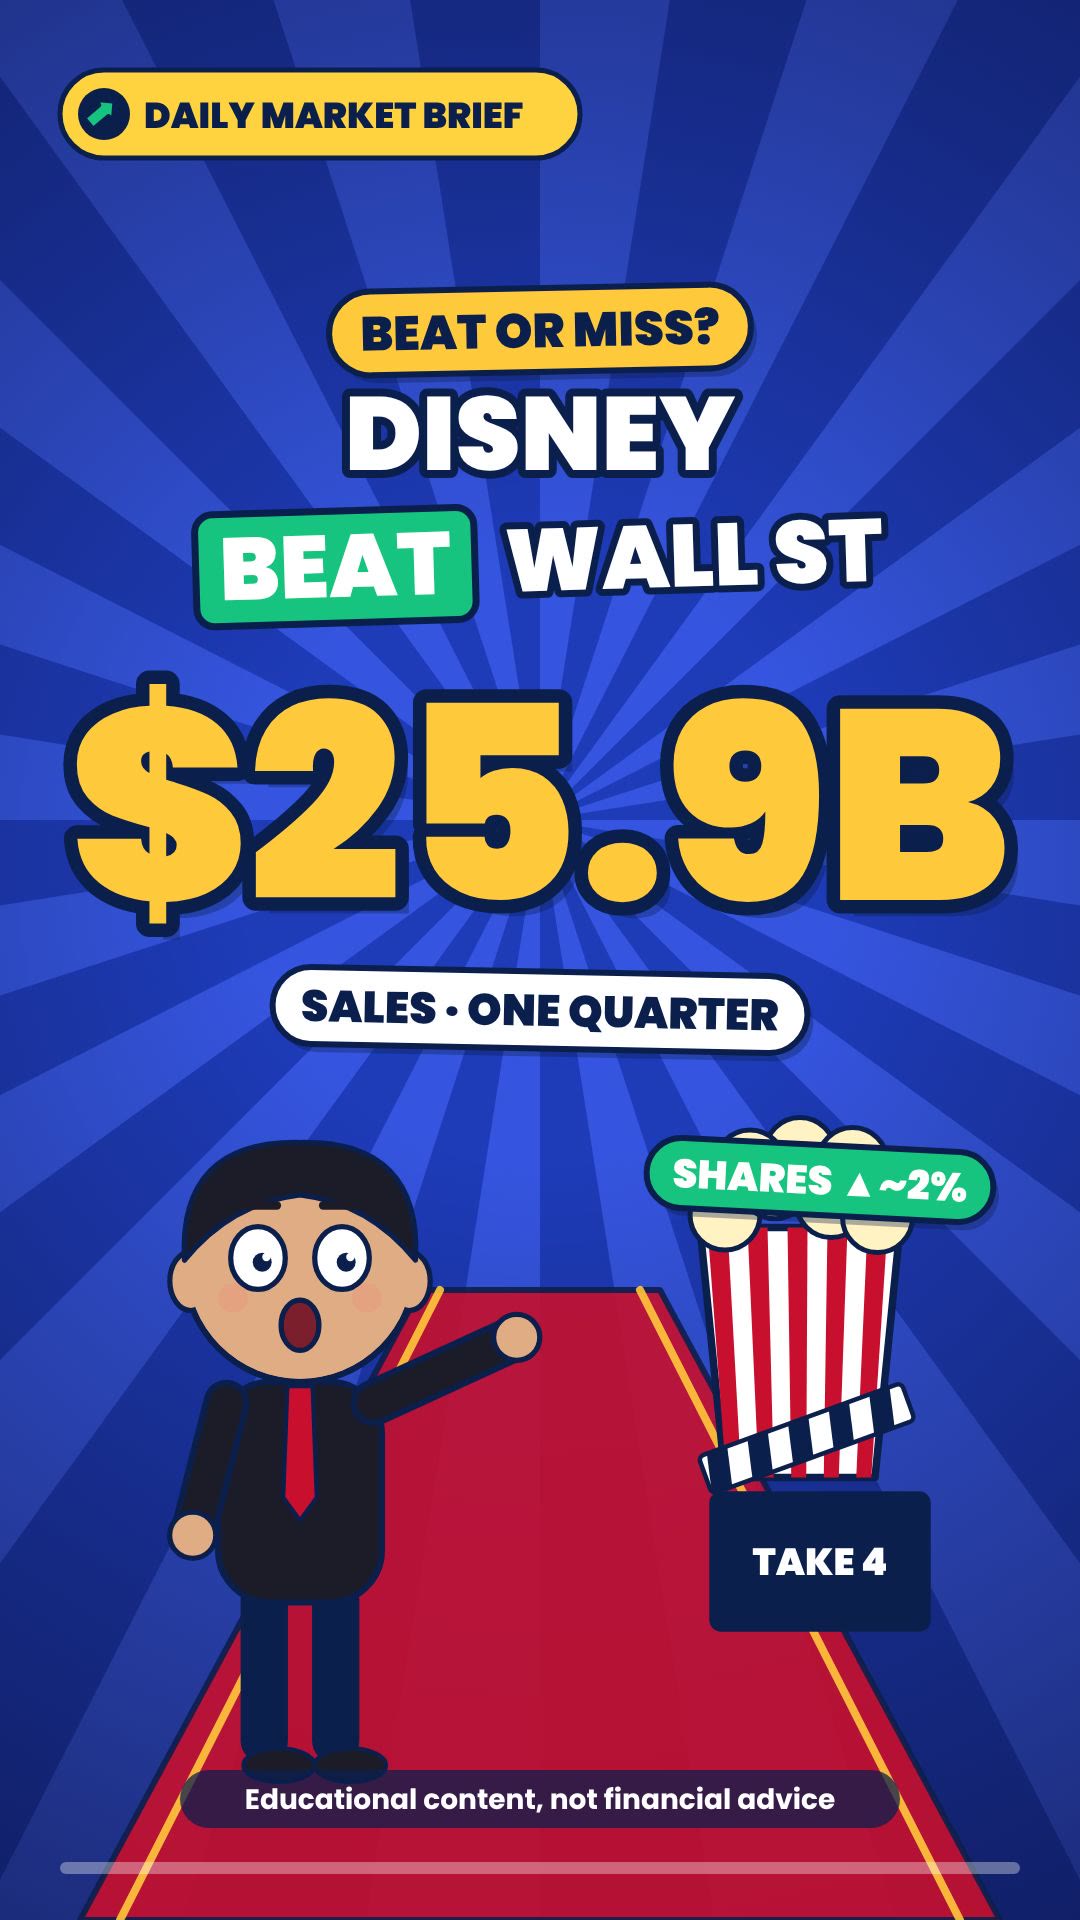 DAILY MARKET BRIEF
BEAT OR MISS?
DISNEY
BEAT WALL ST
$25.9B
SALES • ONE QUARTER
SHARES ▲~2%
TAKE 4
Educational content, not financial advice